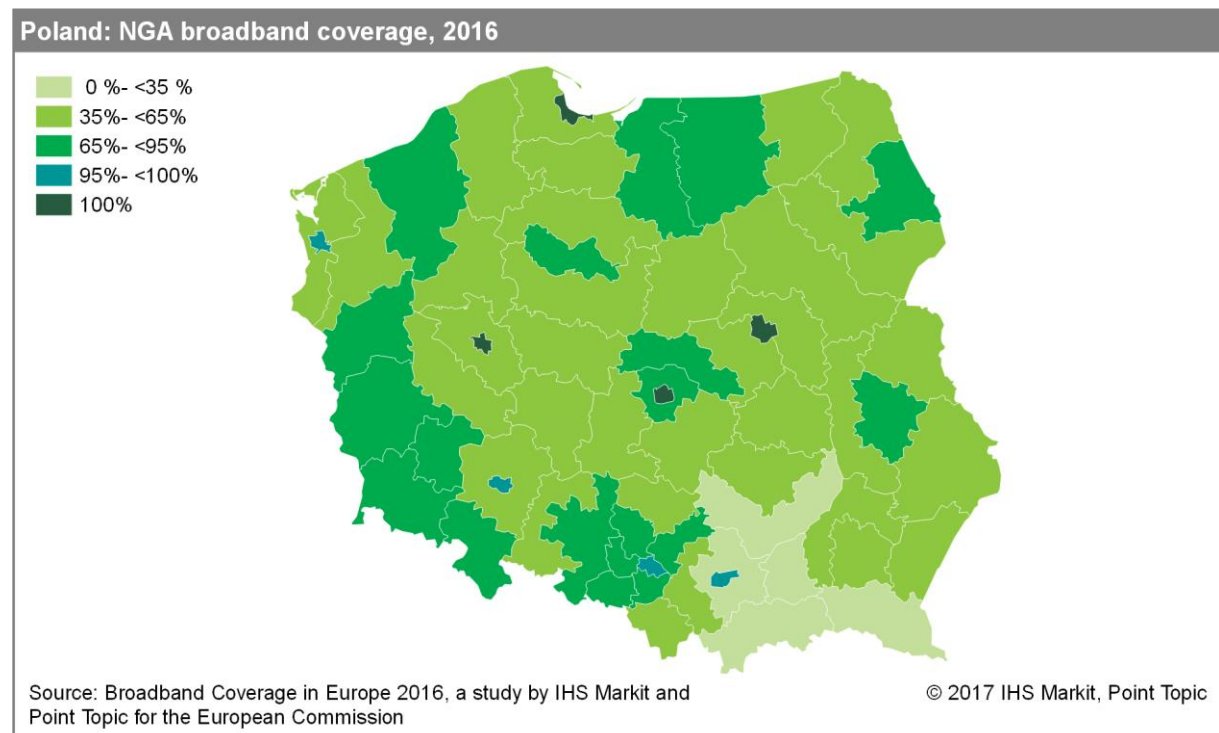 Poland: NGA broadband coverage, 2016
0 %- <35 %
35%- <65%
65%- <95%
95%- <100%
100%
Source: Broadband Coverage in Europe 2016, a study by IHS Markit and
Point Topic for the European Commission
© 2017 IHS Markit, Point Topic